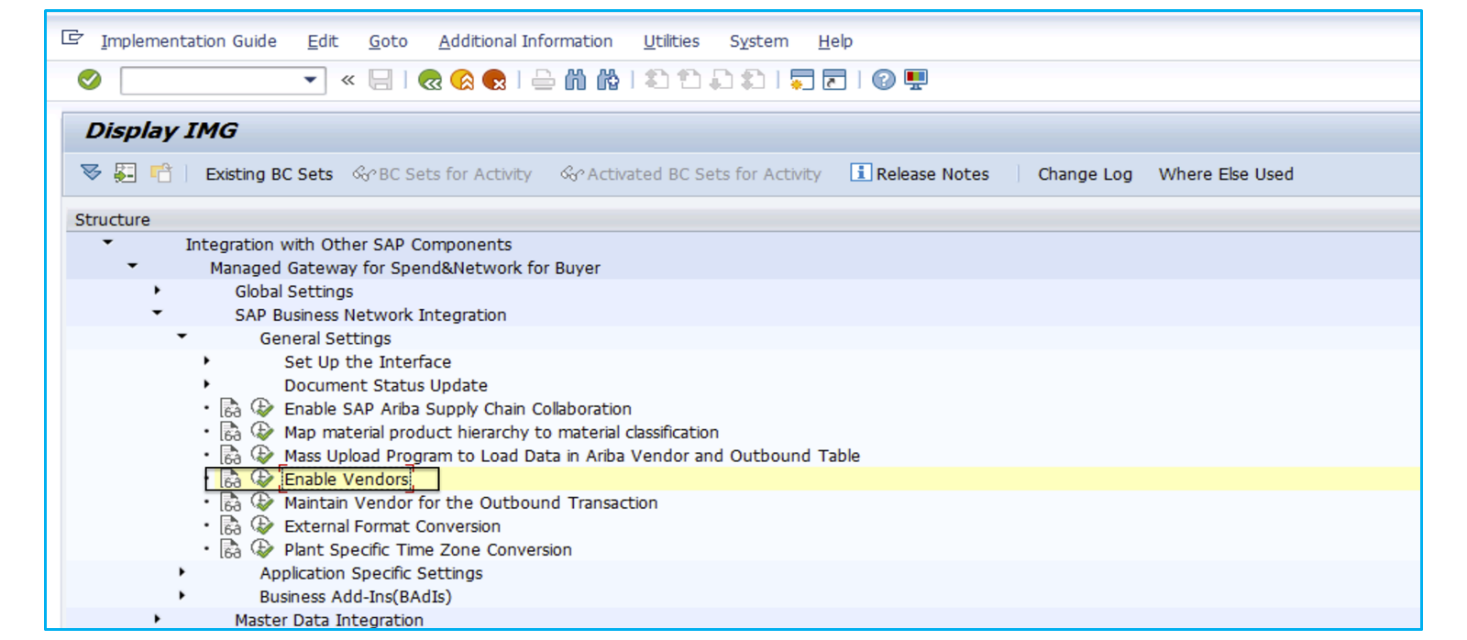 Implementation Guide Edit Goto Additional Information Utilities System Help
Display IMG
Existing BC Sets BC Sets for Activity Activated BC Sets for Activity Release Notes Change Log Where Else Used
Structure
Integration with Other SAP Components
Managed Gateway for Spend&Network for Buyer
Global Settings
SAP Business Network Integration
General Settings
Set Up the Interface
Document Status Update
Enable SAP Ariba Supply Chain Collaboration
Map material product hierarchy to material classification
Mass Upload Program to Load Data in Ariba Vendor and Outbound Table
Enable Vendors
Maintain Vendor for the Outbound Transaction
External Format Conversion
Plant Specific Time Zone Conversion
Application Specific Settings
Business Add-Ins(BAdIs)
Master Data Integration